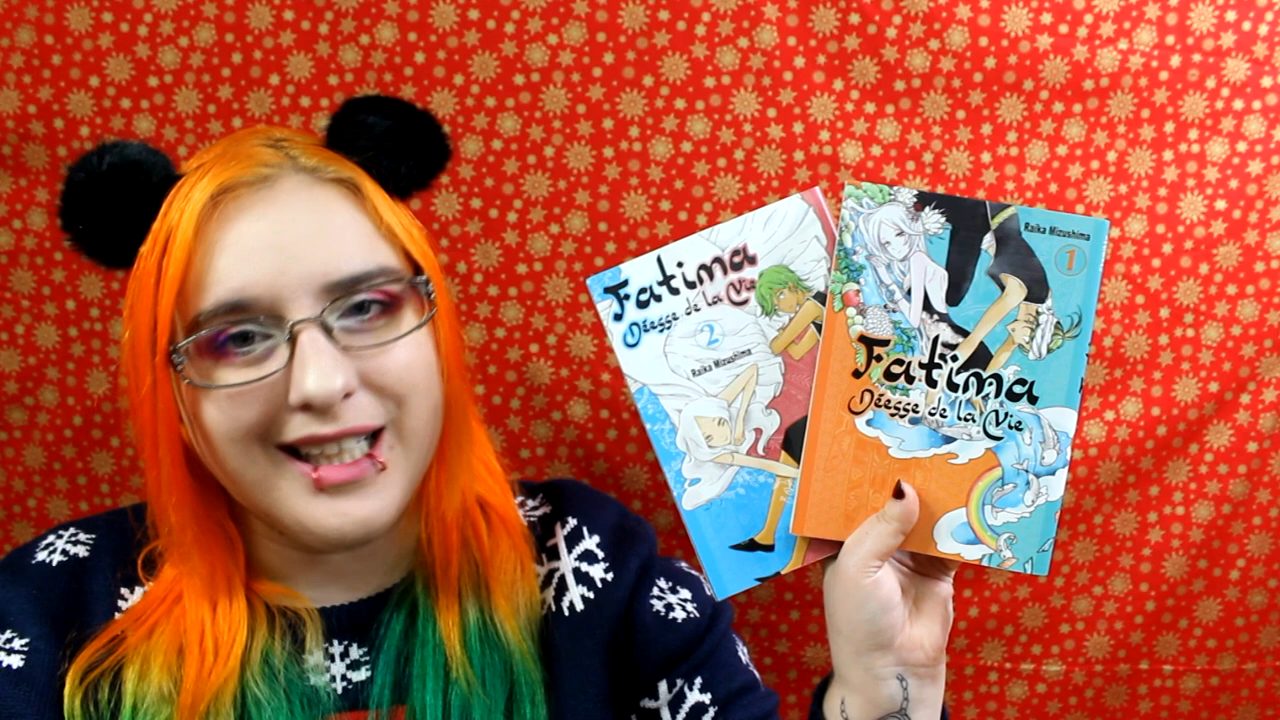 Fatima
Déesse de la Vie
2
Raika Mizushima
Raika Mizushima
1
Fatima
Déesse de la Vie